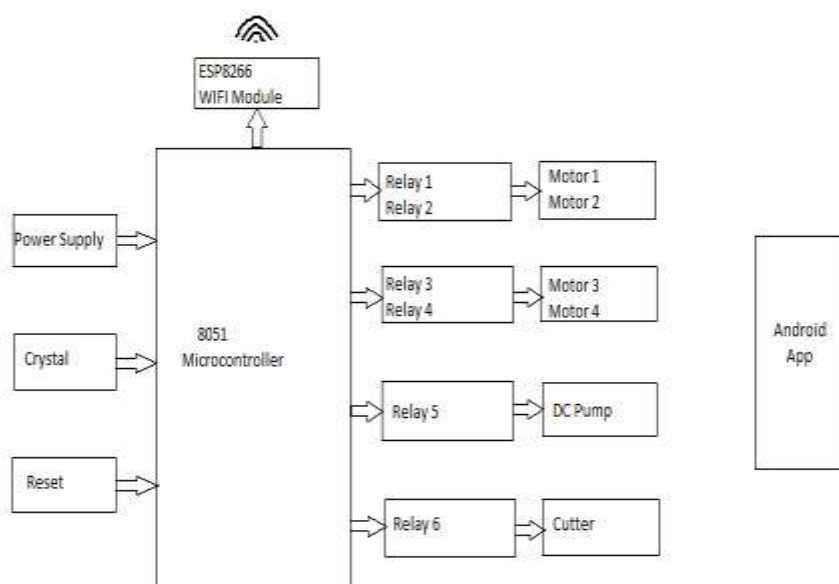 ESP8266
WIFI Module
Power Supply
Crystal
Reset
8051
Microcontroller
Relay 1
Relay 2
Motor 1
Motor 2
Relay 3
Relay 4
Motor 3
Motor 4
Relay 5
DC Pump
Relay 6
Cutter
Android
App